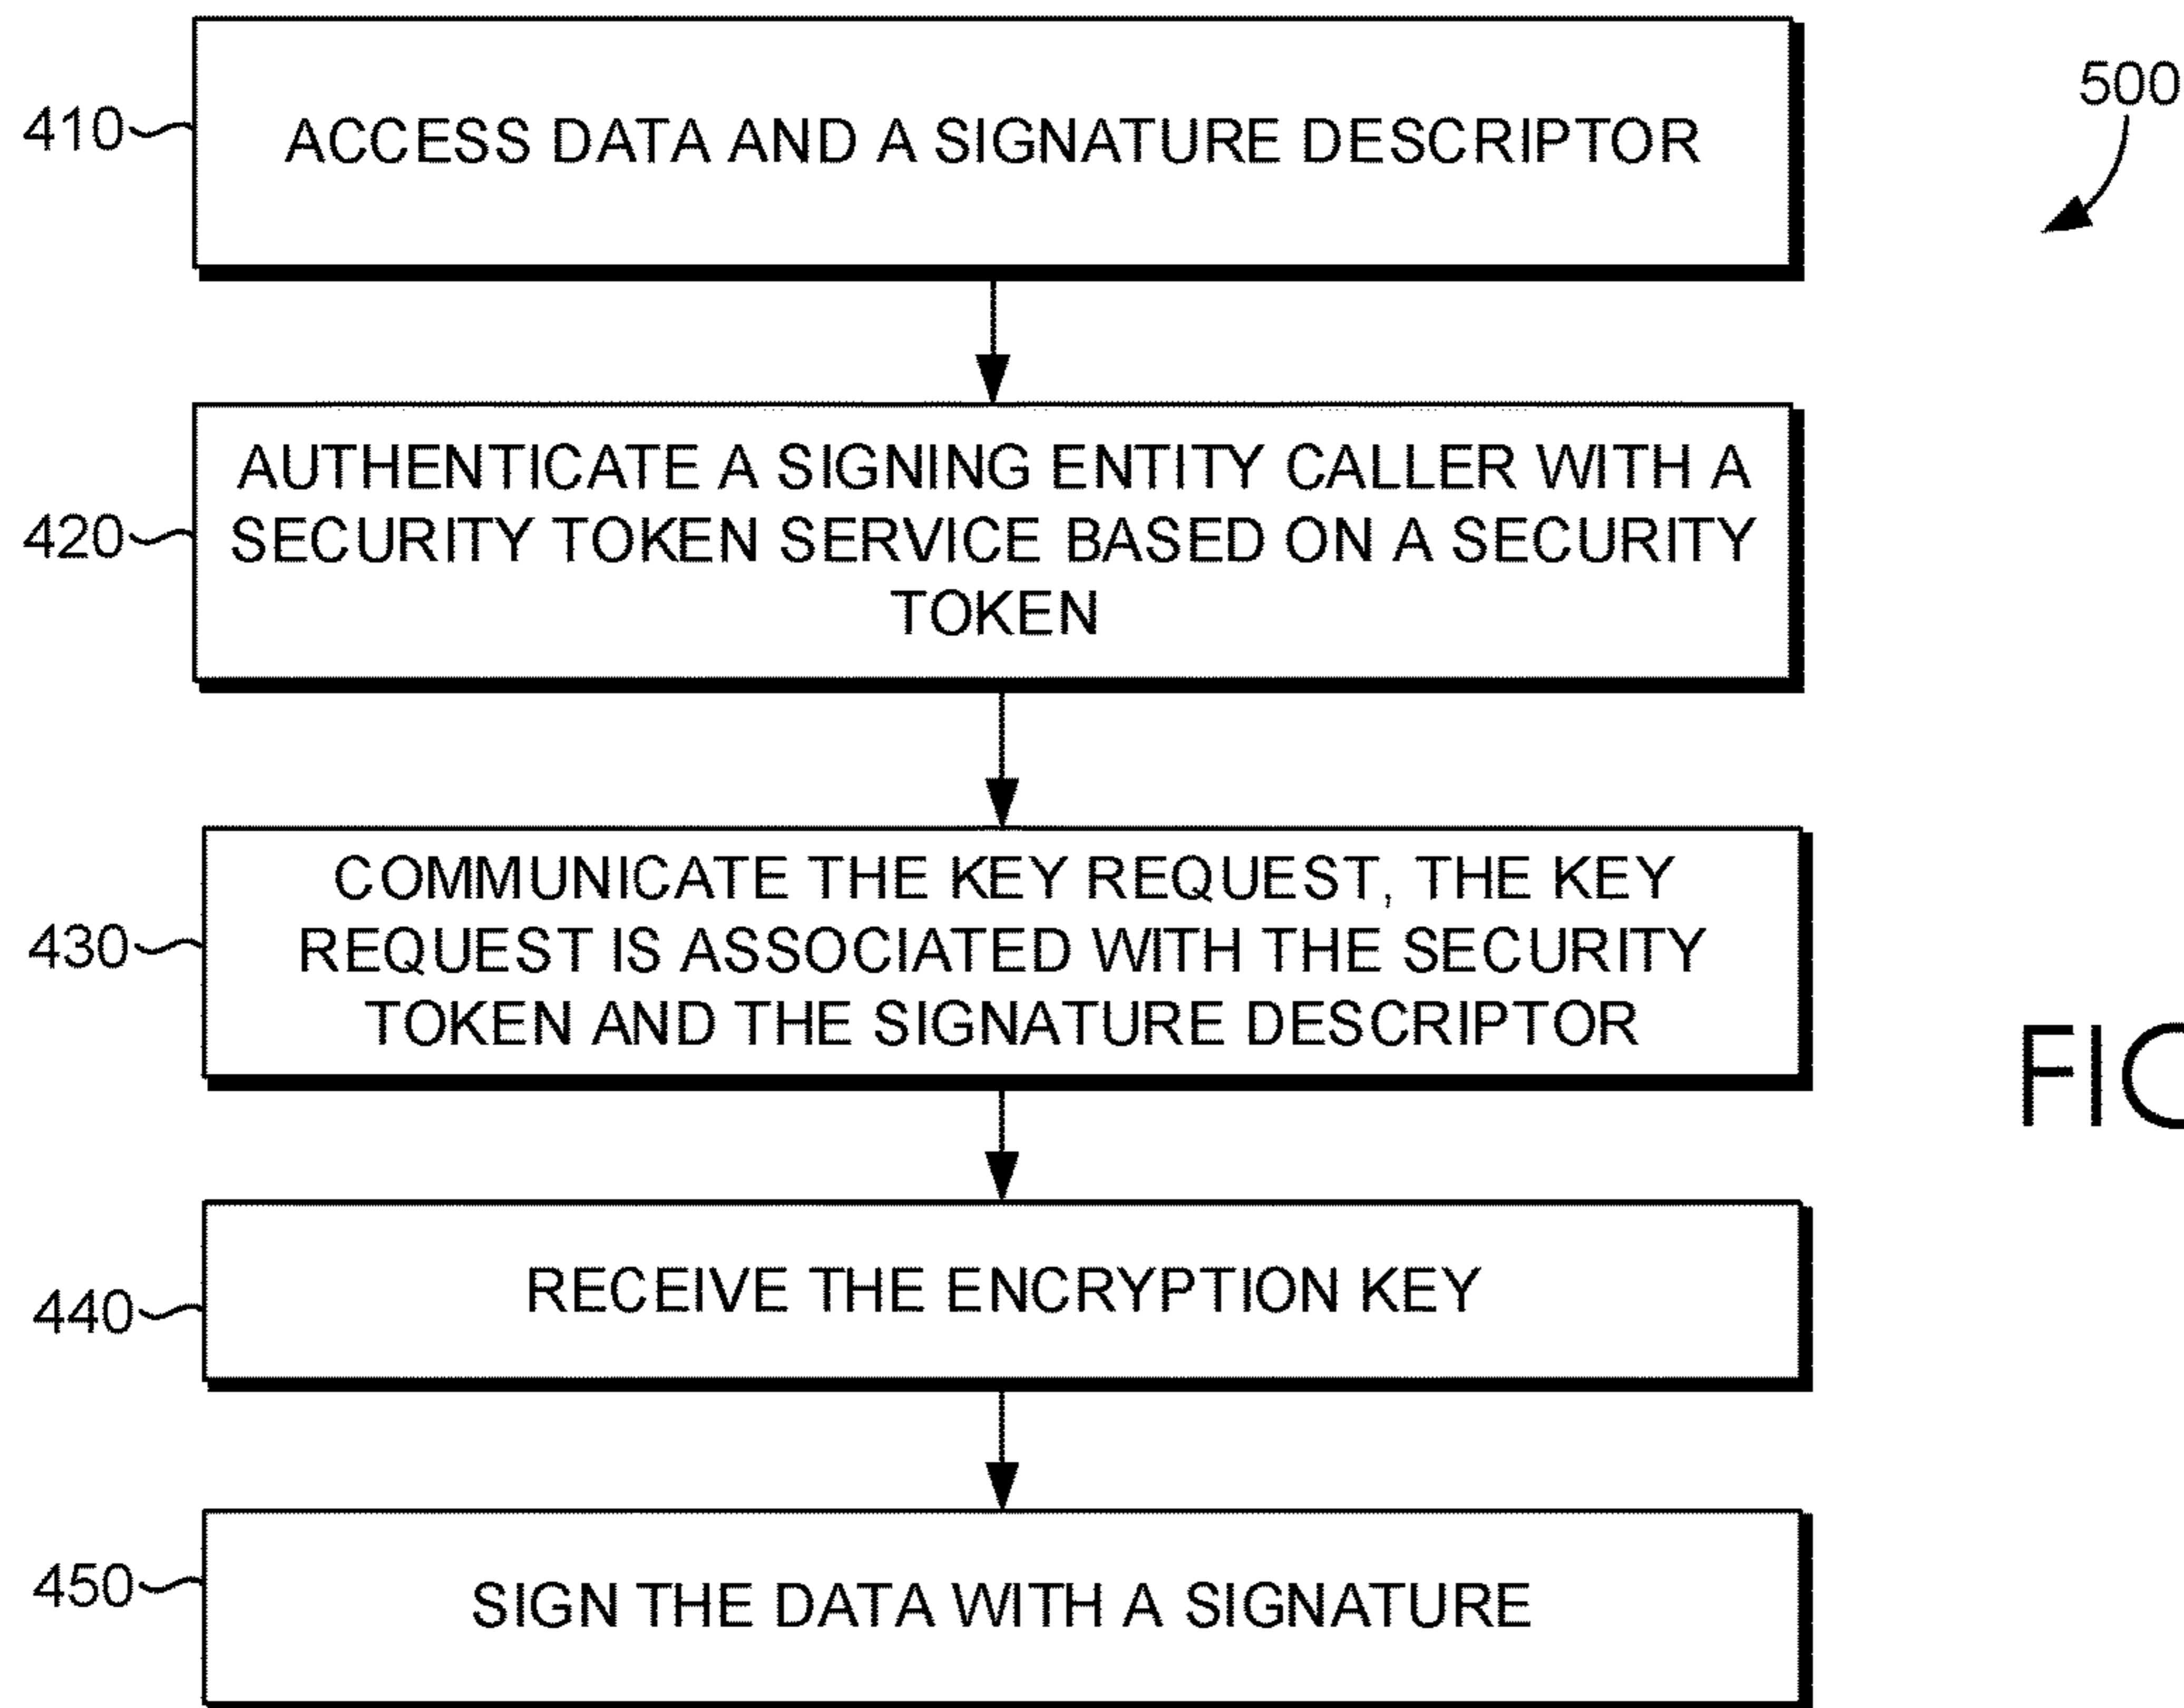 410
ACCESS DATA AND A SIGNATURE DESCRIPTOR
500
420
AUTHENTICATE A SIGNING ENTITY CALLER WITH A
SECURITY TOKEN SERVICE BASED ON A SECURITY
TOKEN
430
COMMUNICATE THE KEY REQUEST, THE KEY
REQUEST IS ASSOCIATED WITH THE SECURITY
TOKEN AND THE SIGNATURE DESCRIPTOR
440
RECEIVE THE ENCRYPTION KEY
450
SIGN THE DATA WITH A SIGNATURE